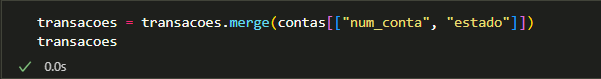 transacoes = transacoes.merge(contas[["num_conta", "estado"]])
transacoes
0.0s